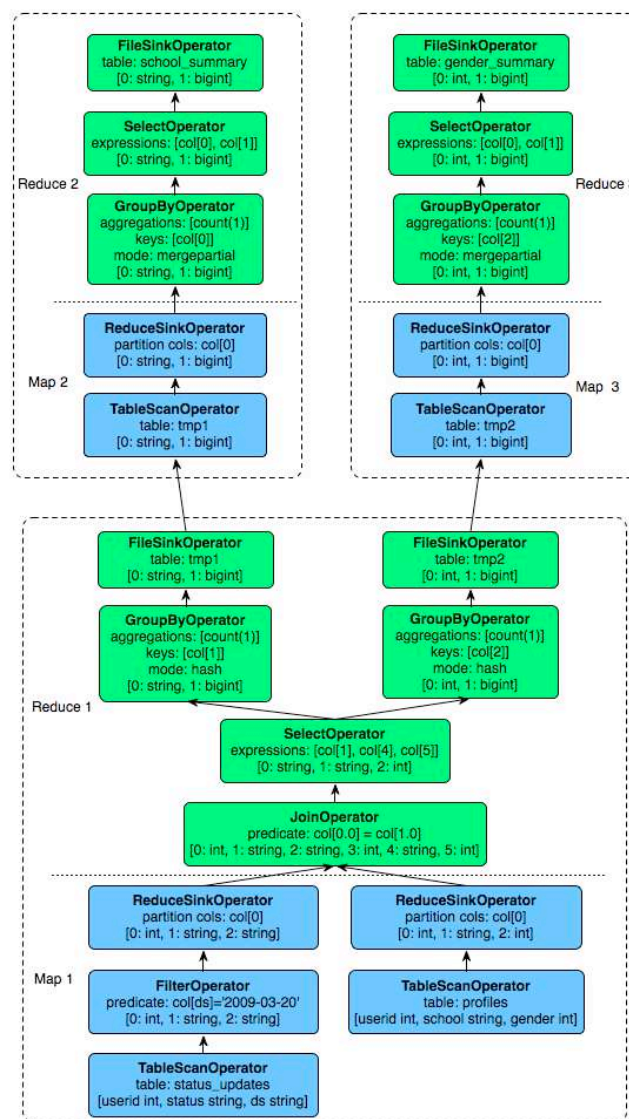 FileSinkOperator
table: school_summary
[0: string, 1: bigint]
SelectOperator
expressions: [col[0], col[1]]
[0: string, 1: bigint]
Reduce 2
GroupByOperator
aggregations: [count(1)]
keys: [col[0]]
mode: mergepartial
[0: string, 1: bigint]
ReduceSinkOperator
partition cols: col[0]
[0: string, 1: bigint]
Map 2
TableScanOperator
table: tmp1
[0: string, 1: bigint]
FileSinkOperator
table: gender_summary
[0: int, 1: bigint]
SelectOperator
expressions: [col[0], col[1]]
[0: int, 1: bigint]
Reduce
GroupByOperator
aggregations: [count(1)]
keys: [col[2]]
mode: mergepartial
[0: int, 1: bigint]
ReduceSinkOperator
partition cols: col[0]
[0: int, 1: bigint]
Map 3
TableScanOperator
table: tmp2
[0: int, 1: bigint]
FileSinkOperator
table: tmp1
[0: string, 1: bigint]
FileSinkOperator
table: tmp2
[0: int, 1: bigint]
GroupByOperator
aggregations: [count(1)]
keys: [col[1]]
mode: hash
[0: string, 1: bigint]
GroupByOperator
aggregations: [count(1)]
keys: [col[2]]
mode: hash
[0: int, 1: bigint]
Reduce 1
SelectOperator
expressions: [col[1], col[4], col[5]]
[0: string, 1: string, 2: int]
JoinOperator
predicate: col[0.0] = col[1.0]
[0: int, 1: string, 2: string, 3: int, 4: string, 5: int]
ReduceSinkOperator
partition cols: col[0]
[0: int, 1: string, 2: string]
ReduceSinkOperator
partition cols: col[0]
[0: int, 1: string, 2: int]
Map 1
FilterOperator
predicate: col[ds]='2009-03-20'
[0: int, 1: string, 2: string]
TableScanOperator
table: profiles
[userid int, school string, gender int]
TableScanOperator
table: status_updates
[userid int, status string, ds string]